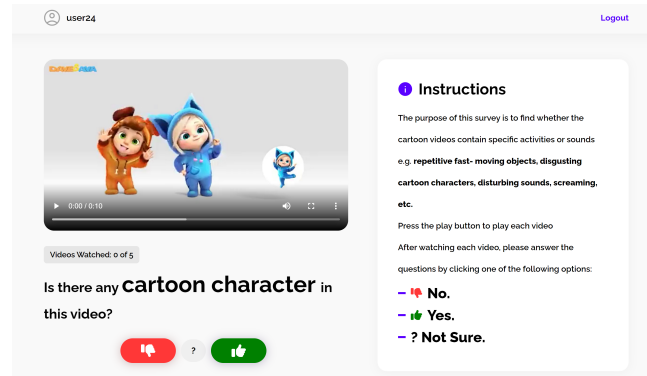 user24
Logout
DAVE AVA
0:00 / 0:10
Videos Watched: 0 of 5
Is there any cartoon character in
this video?
?
Instructions
The purpose of this survey is to find whether the
cartoon videos contain specific activities or sounds
e.g. repetitive fast- moving objects, disgusting
cartoon characters, disturbing sounds, screaming,
etc.
Press the play button to play each video
After watching each video, please answer the
questions by clicking one of the following options:
– No.
– Yes.
– ? Not Sure.